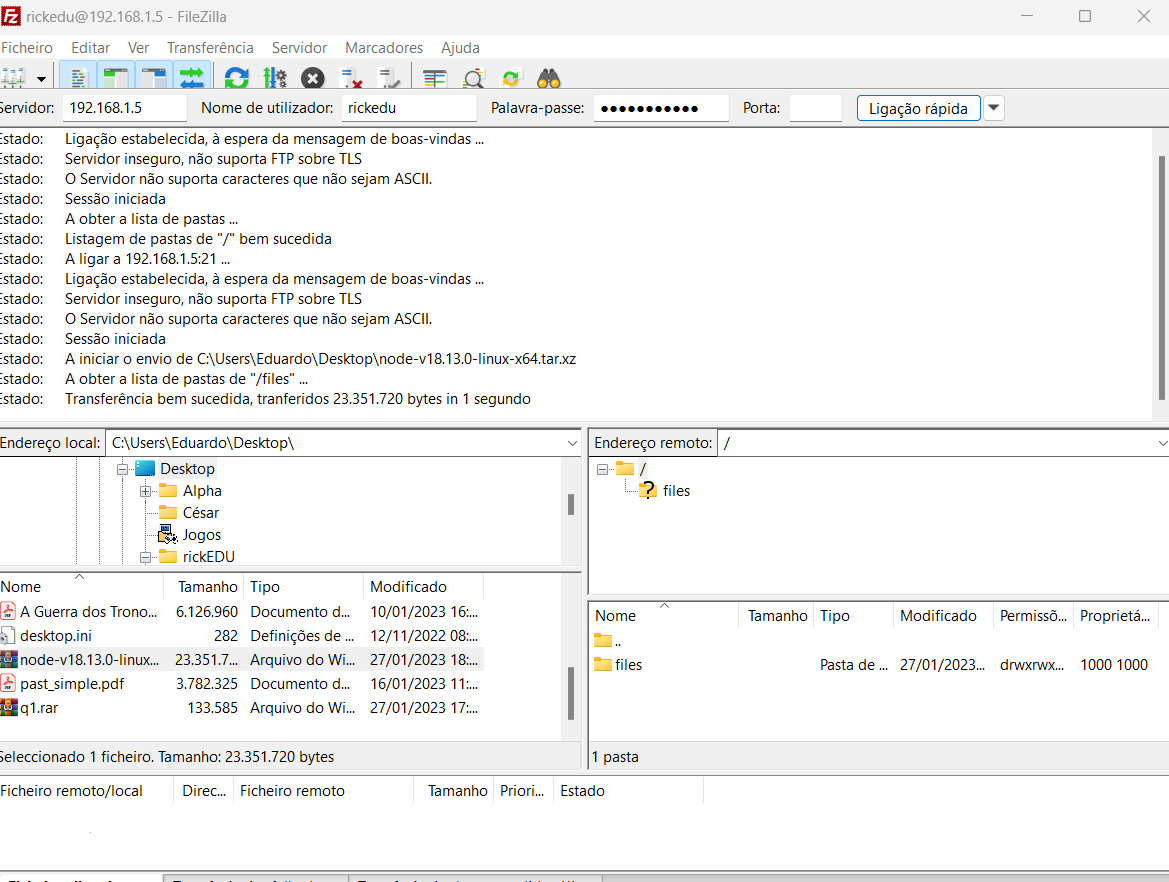 rickedu@192.168.1.5 - FileZilla
Ficheiro Editar Ver Transferência Servidor Marcadores Ajuda
Servidor: 192.168.1.5 Nome de utilizador: rickedu Palavra-passe: ●●●●●●●●●●● Porta: Ligação rápida
Estado: Ligação estabelecida, à espera da mensagem de boas-vindas ...
Estado: Servidor inseguro, não suporta FTP sobre TLS
Estado: O Servidor não suporta caracteres que não sejam ASCII.
Estado: Sessão iniciada
Estado: A obter a lista de pastas ...
Estado: Listagem de pastas de "/" bem sucedida
Estado: A ligar a 192.168.1.5:21 ...
Estado: Ligação estabelecida, à espera da mensagem de boas-vindas ...
Estado: Servidor inseguro, não suporta FTP sobre TLS
Estado: O Servidor não suporta caracteres que não sejam ASCII.
Estado: Sessão iniciada
Estado: A iniciar o envio de C:\Users\Eduardo\Desktop\node-v18.13.0-linux-x64.tar.xz
Estado: A obter a lista de pastas de "/files" ...
Estado: Transferência bem sucedida, tranferidos 23.351.720 bytes in 1 segundo
Endereço local: C:\Users\Eduardo\Desktop\
Desktop
Alpha
César
Jogos
rickEDU
Nome Tamanho Tipo Modificado
A Guerra dos Trono... 6.126.960 Documento d... 10/01/2023 16:...
desktop.ini 282 Definições de ... 12/11/2022 08:...
node-v18.13.0-linux... 23.351.7... Arquivo do Wi... 27/01/2023 18:...
past_simple.pdf 3.782.325 Documento d... 16/01/2023 11:...
q1.rar 133.585 Arquivo do Wi... 27/01/2023 17:...
Seleccionado 1 ficheiro. Tamanho: 23.351.720 bytes
Endereço remoto: /
/
files
Nome Tamanho Tipo Modificado Permissõ... Proprietá...
..
files Pasta de ... 27/01/2023... drwxrwx... 1000 1000
1 pasta
Ficheiro remoto/local Direc... Ficheiro remoto Tamanho Priori... Estado